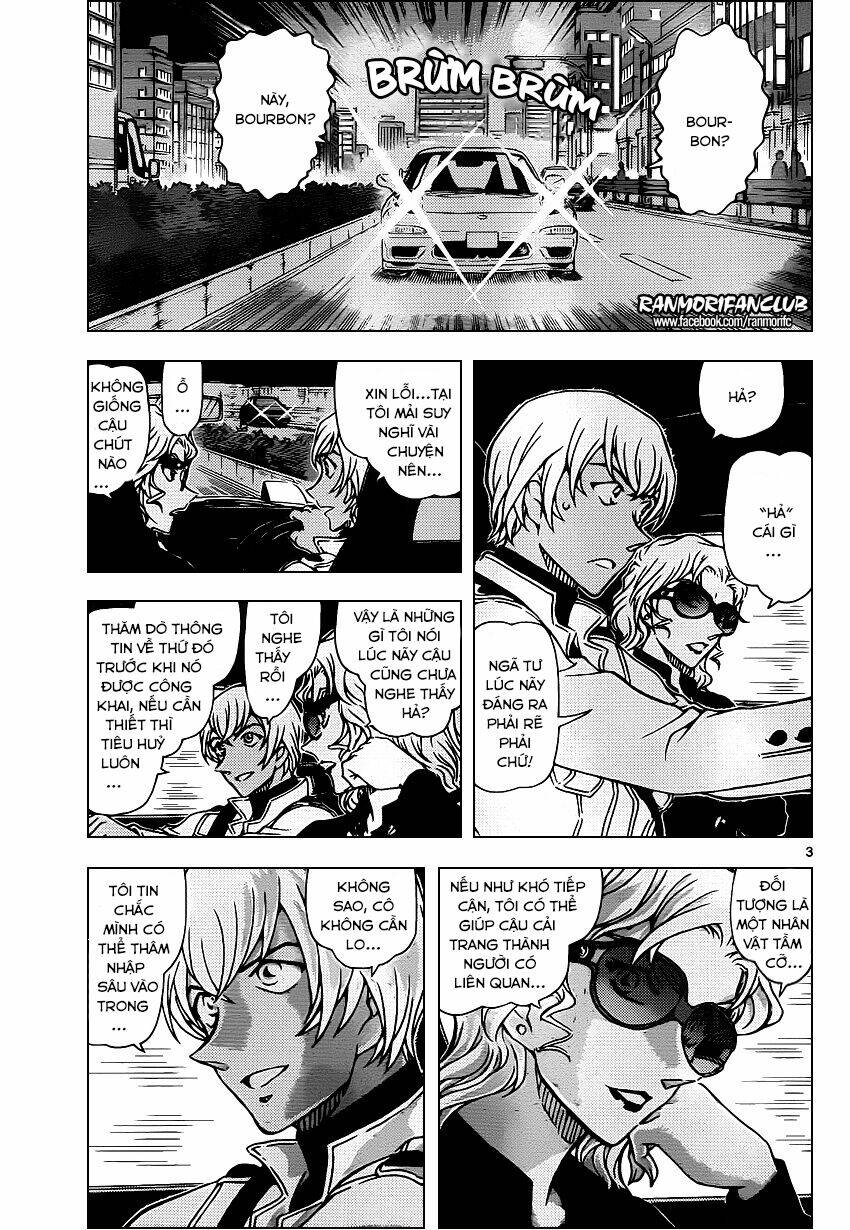 BOUR-
BON?
BRÙM BRÙM
NÀY,
BOURBON?
RANMORIFANCLUB
www.facebook.com/ranmorifc
HẢ?
"HẢ"
CÁI GÌ
...
NGÃ TƯ
LÚC NÃY
ĐÁNG RA
PHẢI RẼ
PHẢI
CHỨ!
XIN LỖI...TẠI
TÔI MẢI SUY
NGHĨ VÀI
CHUYỆN
NÊN...
Ồ
...
KHÔNG
GIỐNG
CẬU
CHÚT
NÀO
...
VẬY LÀ NHỮNG
GÌ TÔI NÓI
LÚC NÃY CẬU
CŨNG CHƯA
NGHE THẤY
HẢ?
TÔI
NGHE
THẤY
RỒI
...
THĂM DÒ THÔNG
TIN VỀ THỨ ĐÓ
TRƯỚC KHI NÓ
ĐƯỢC CÔNG
KHAI, NẾU CẦN
THIẾT THÌ
TIÊU HUỶ
LUÔN
...
3
ĐỐI
TƯỢNG LÀ
MỘT NHÂN
VẬT TẦM
CỠ...
NẾU NHƯ KHÓ TIẾP
CẬN, TÔI CÓ THỂ
GIÚP CẬU CẢI
TRANG THÀNH
NGƯỜI CÓ
LIÊN QUAN...
KHÔNG
SAO, CÔ
KHÔNG CẦN
LO...
TÔI TIN
CHẮC
MÌNH CÓ
THỂ THÂM
NHẬP
SÂU VÀO
TRONG
...